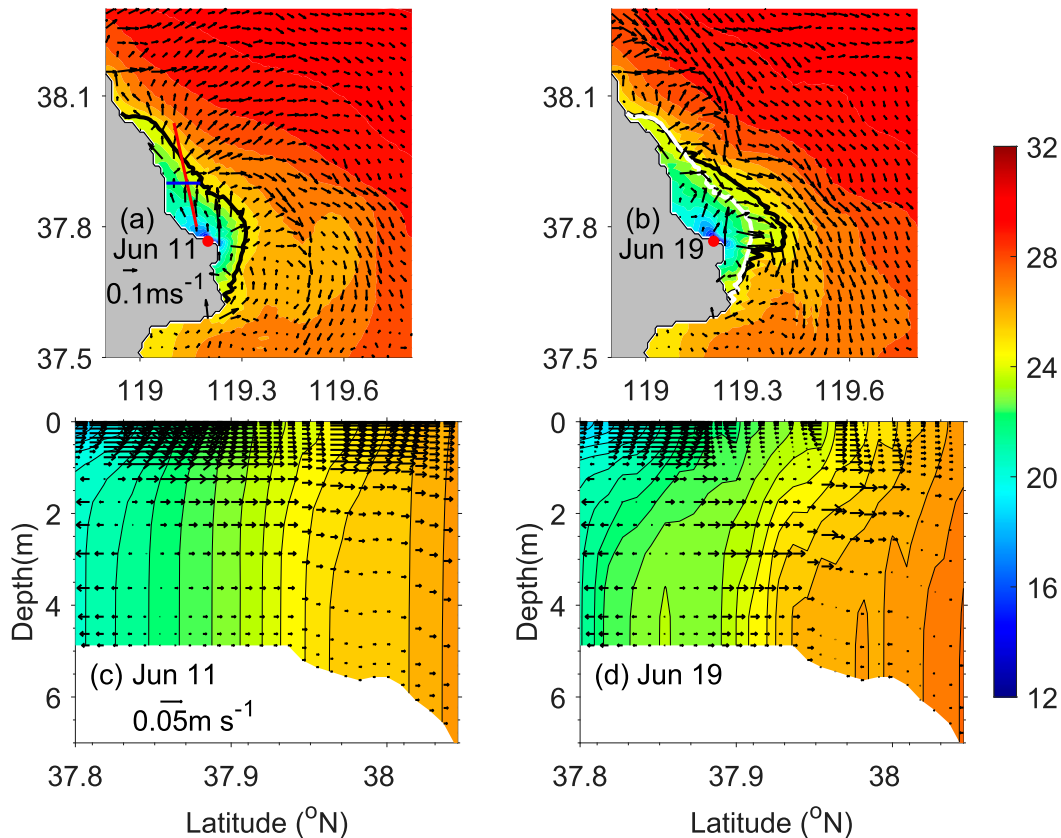 38.1
37.8
37.5
(a)
Jun 11
0.1ms⁻¹
119
119.3
119.6
38.1
37.8
37.5
(b)
Jun 19
119
119.3
119.6
32
28
24
20
16
12
0
2
4
6
Depth(m)
(c) Jun 11
0.05m s⁻¹
37.8
37.9
38
Latitude (°N)
0
2
4
6
Depth(m)
(d) Jun 19
37.8
37.9
38
Latitude (°N)